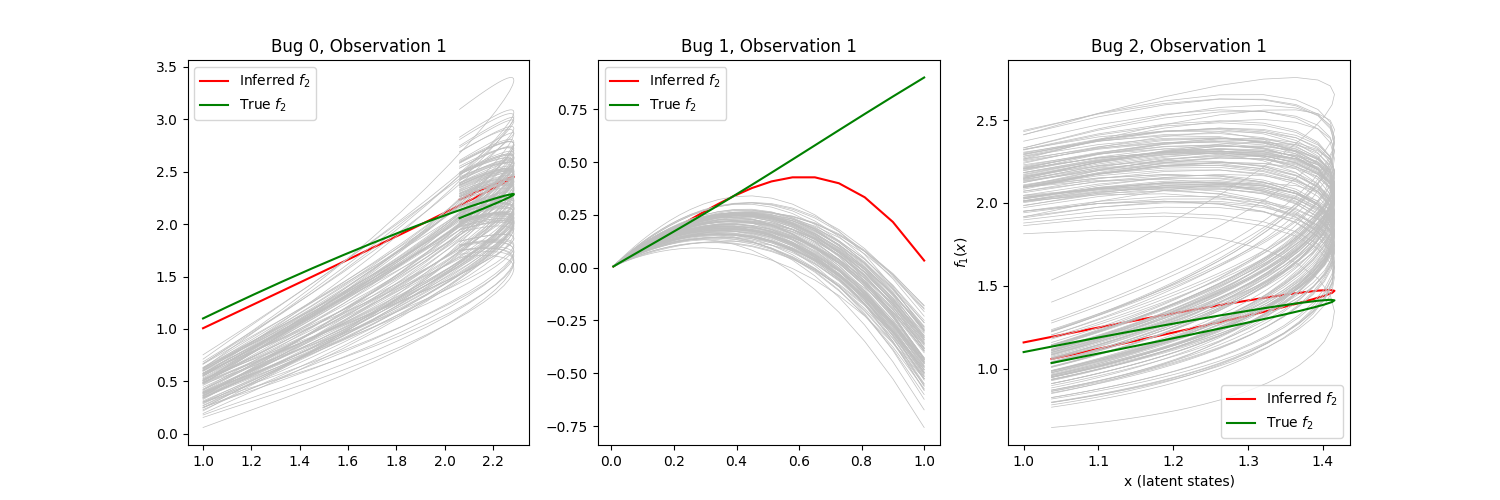 Bug 0, Observation 1
Inferred f₂
True f₂
3.5
3.0
2.5
2.0
1.5
1.0
0.5
0.0
1.0 1.2 1.4 1.6 1.8 2.0 2.2
Bug 1, Observation 1
Inferred f₂
True f₂
0.75
0.50
0.25
0.00
−0.25
−0.50
−0.75
0.0 0.2 0.4 0.6 0.8 1.0
Bug 2, Observation 1
f₁(x)
2.5
2.0
1.5
1.0
Inferred f₂
True f₂
1.0 1.1 1.2 1.3 1.4
x (latent states)